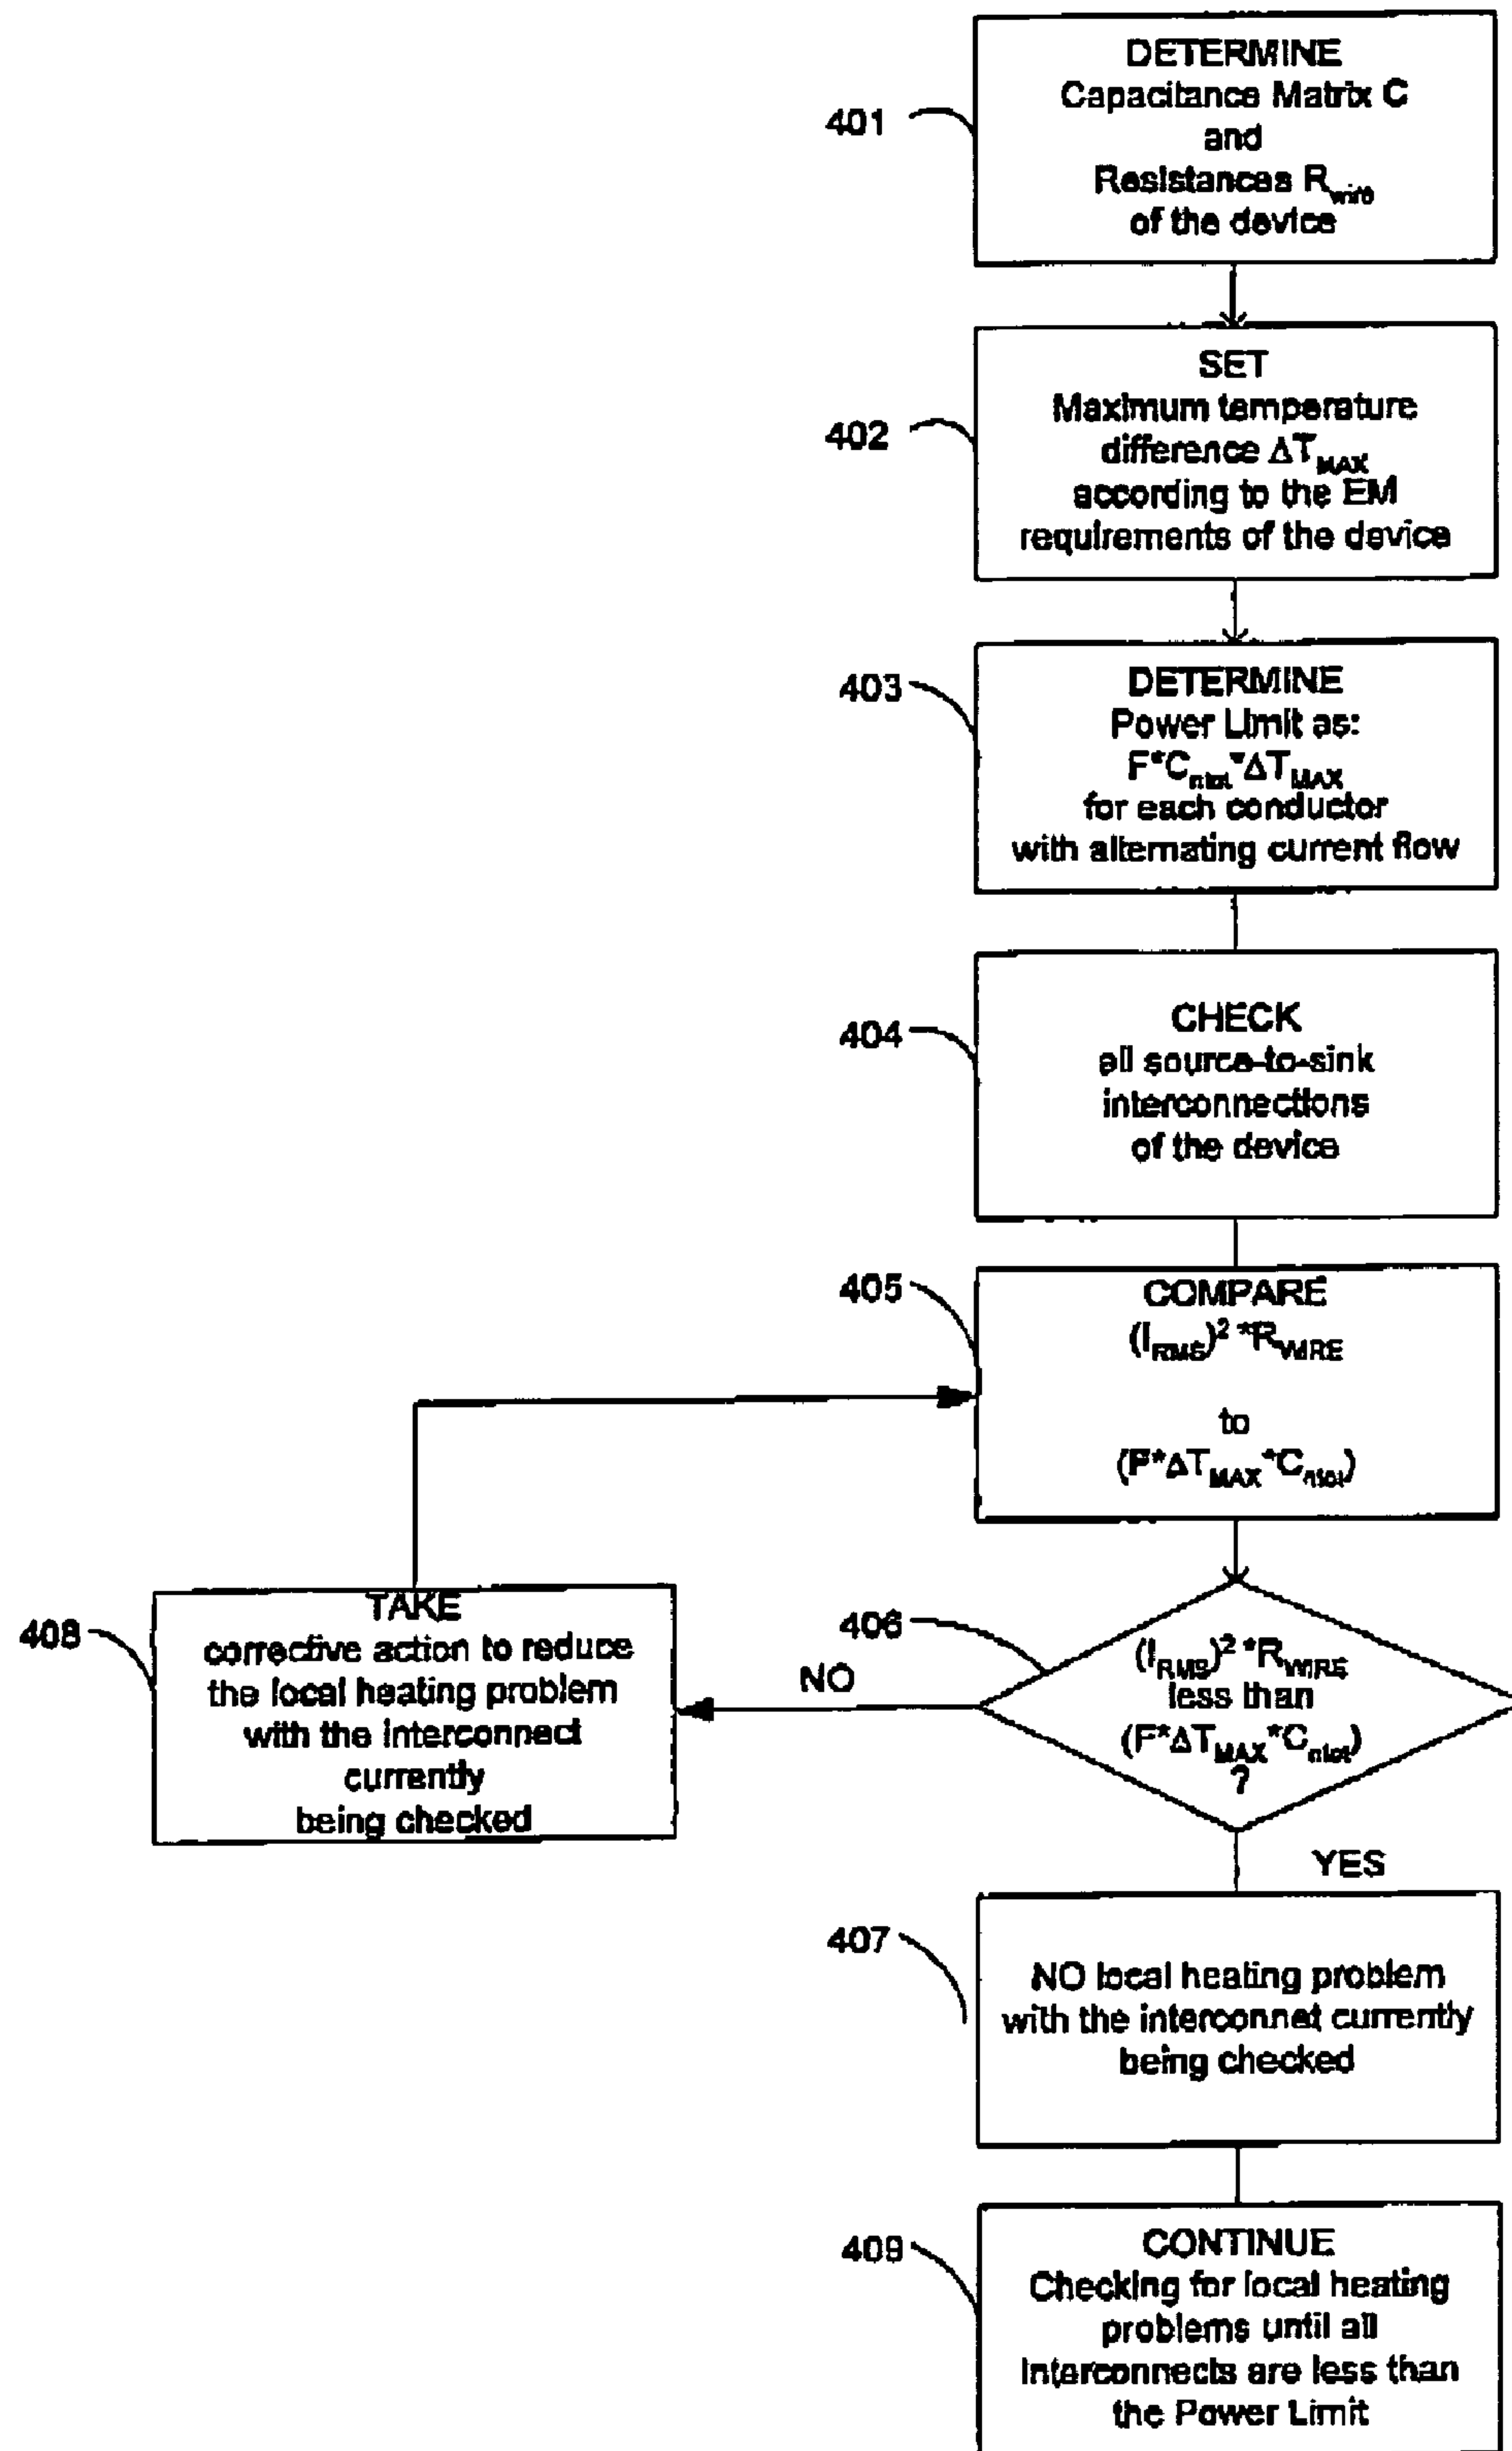 401
DETERMINE
Capacitance Matrix C
and
Resistances R_wire
of the device
402
SET
Maximum temperature
difference ΔT_MAX
according to the EM
requirements of the device
403
DETERMINE
Power Limit as:
F*C_ntot*ΔT_MAX
for each conductor
with alternating current flow
404
CHECK
all source-to-sink
interconnections
of the device
405
COMPARE
(I_RMS)² *R_WIRE
to
(F*ΔT_MAX*C_ntot)
406
(I_RMS)² *R_WIRE
less than
(F*ΔT_MAX*C_ntot)
?
NO
YES
408
TAKE
corrective action to reduce
the local heating problem
with the interconnect
currently
being checked
407
NO local heating problem
with the interconnet currently
being checked
409
CONTINUE
Checking for local heating
problems until all
Interconnects are less than
the Power Limit